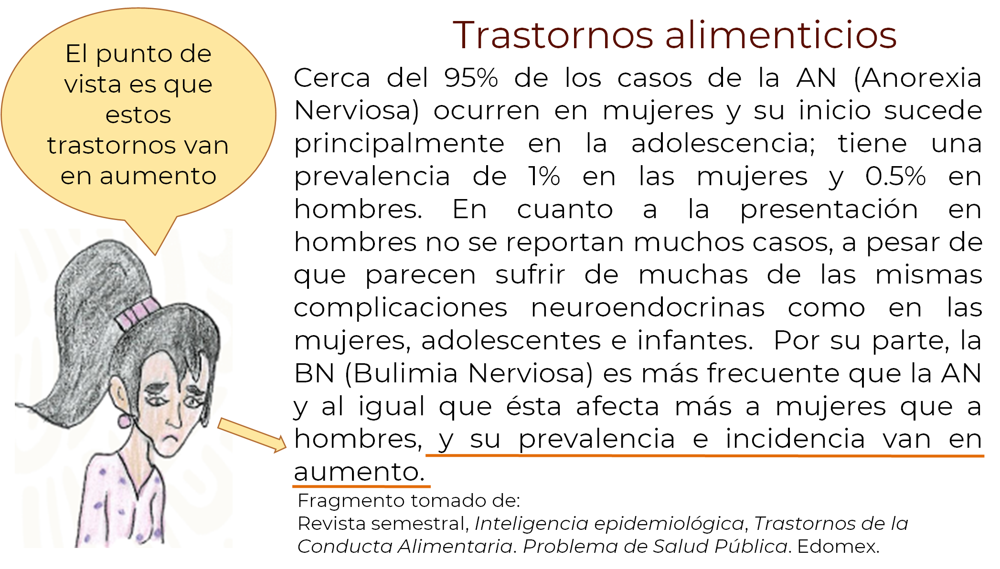 El punto de
vista es que
estos
trastornos van
en aumento
Trastornos alimenticios
Cerca del 95% de los casos de la AN (Anorexia
Nerviosa) ocurren en mujeres y su inicio sucede
principalmente en la adolescencia; tiene una
prevalencia de 1% en las mujeres y 0.5% en
hombres. En cuanto a la presentación en
hombres no se reportan muchos casos, a pesar de
que parecen sufrir de muchas de las mismas
complicaciones neuroendocrinas como en las
mujeres, adolescentes e infantes. Por su parte, la
BN (Bulimia Nerviosa) es más frecuente que la AN
y al igual que ésta afecta más a mujeres que a
hombres, y su prevalencia e incidencia van en
aumento.
Fragmento tomado de:
Revista semestral, Inteligencia epidemiológica, Trastornos de la
Conducta Alimentaria. Problema de Salud Pública. Edomex.